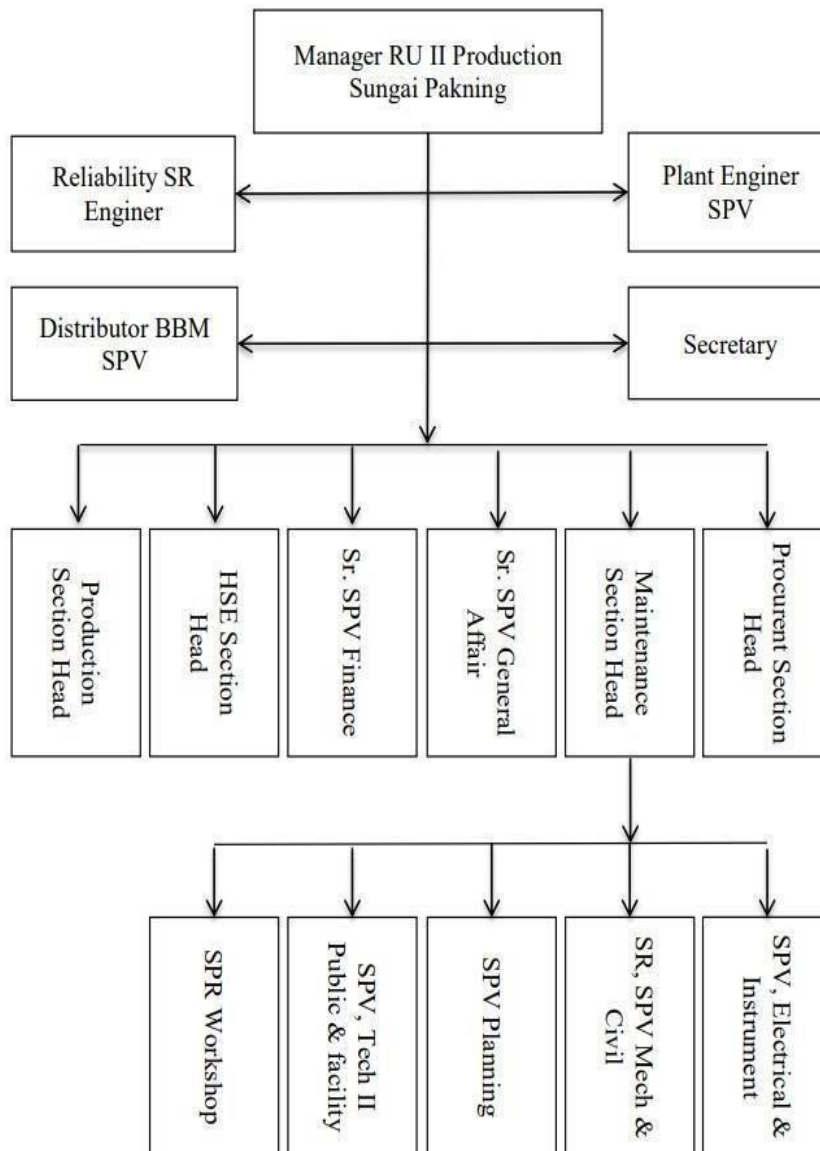 Manager RU II Production
Sungai Pakning
Reliability SR
Enginer
Plant Enginer
SPV
Distributor BBM
SPV
Secretary
Production
Section Head
HSE Section
Head
Sr. SPV Finance
Sr. SPV General
Affair
Maintenance
Section Head
Procurent Section
Head
SPR Workshop
SPV, Tech II
Public & facility
SPV Planning
SR, SPV Mech &
Civil
SPV, Electrical &
Instrument